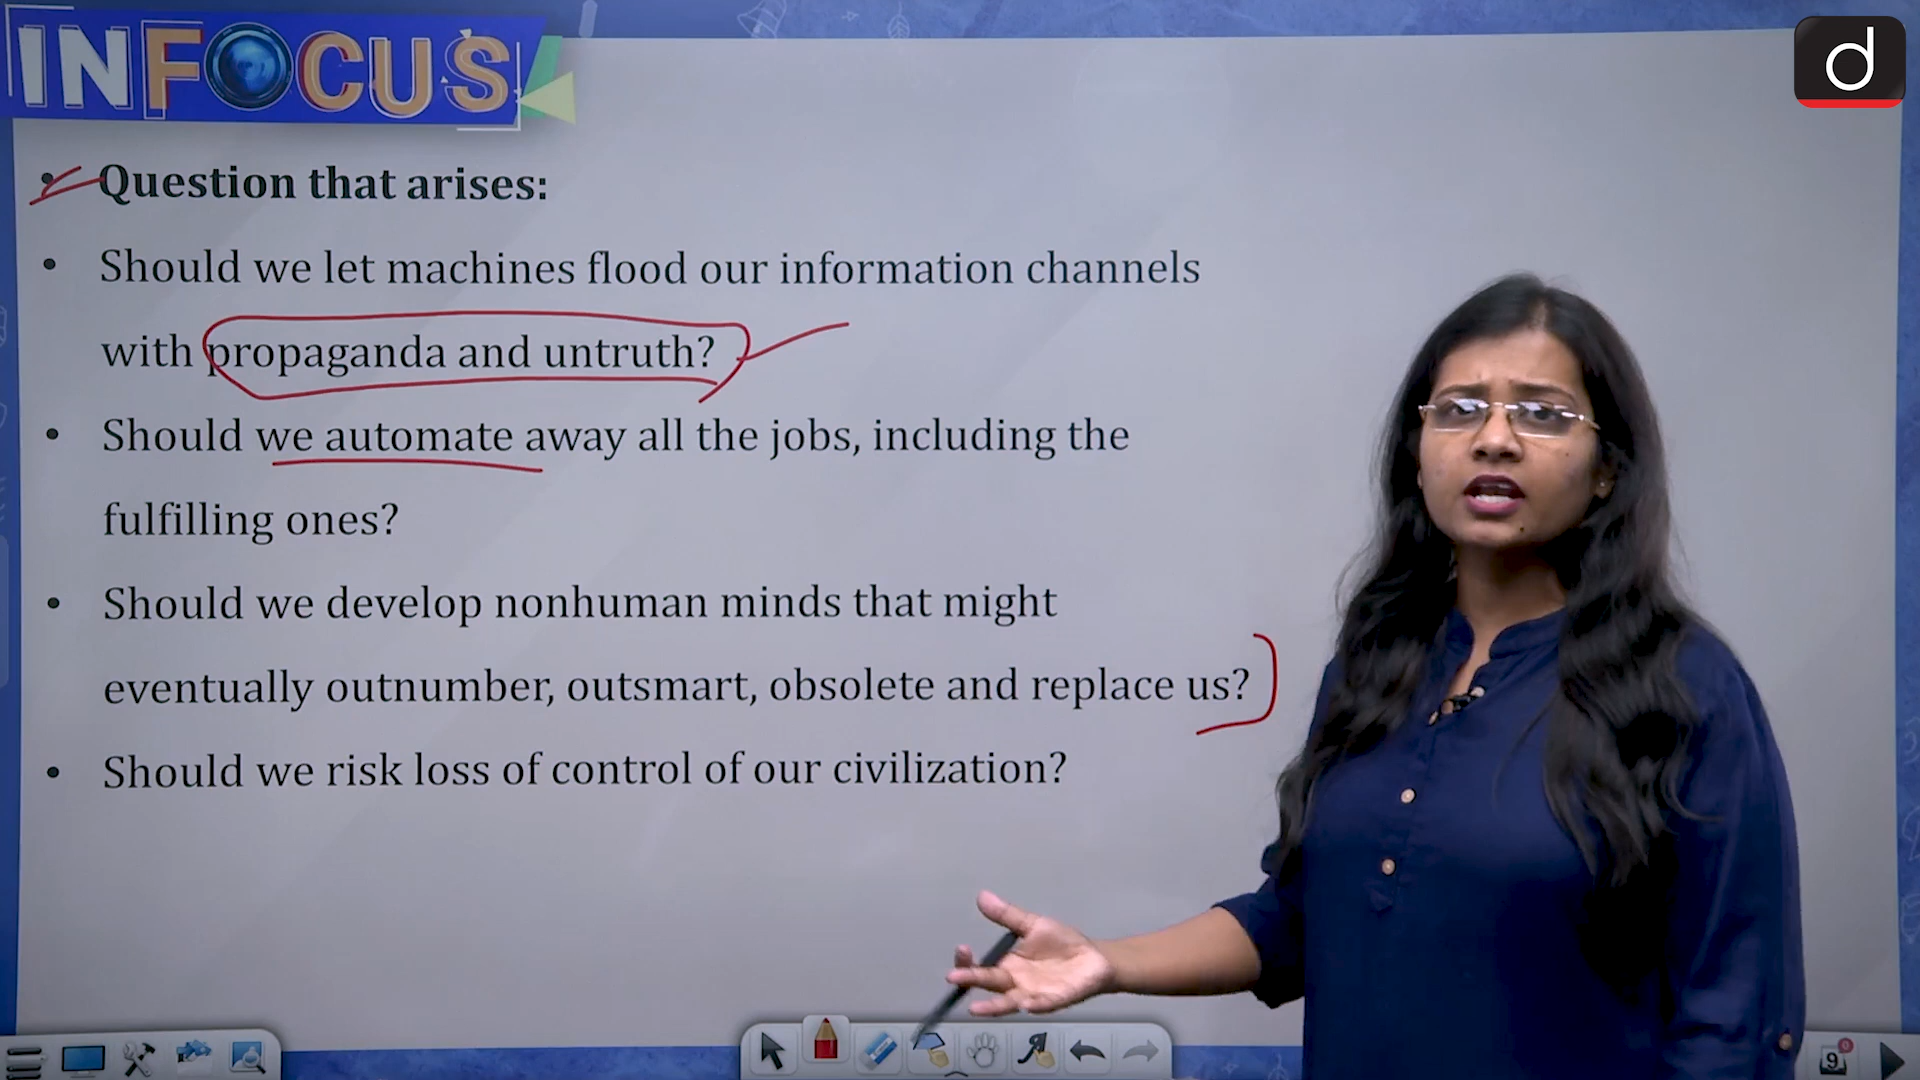 INFOCUS
d
Question that arises:
Should we let machines flood our information channels
with propaganda and untruth?
Should we automate away all the jobs, including the
fulfilling ones?
Should we develop nonhuman minds that might
eventually outnumber, outsmart, obsolete and replace us?
Should we risk loss of control of our civilization?
9